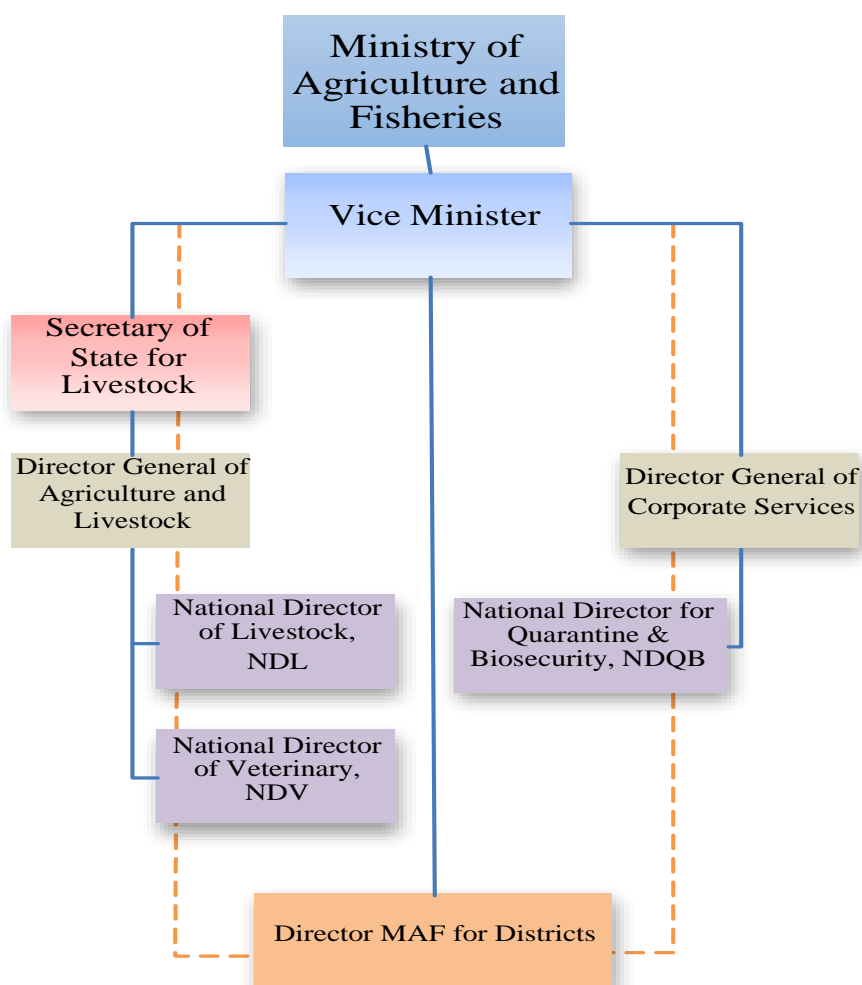 Ministry of
Agriculture and
Fisheries
Vice Minister
Secretary of
State for
Livestock
Director General of
Agriculture and
Livestock
Director General of
Corporate Services
National Director
of Livestock,
NDL
National Director for
Quarantine &
Biosecurity, NDQB
National Director
of Veterinary,
NDV
Director MAF for Districts